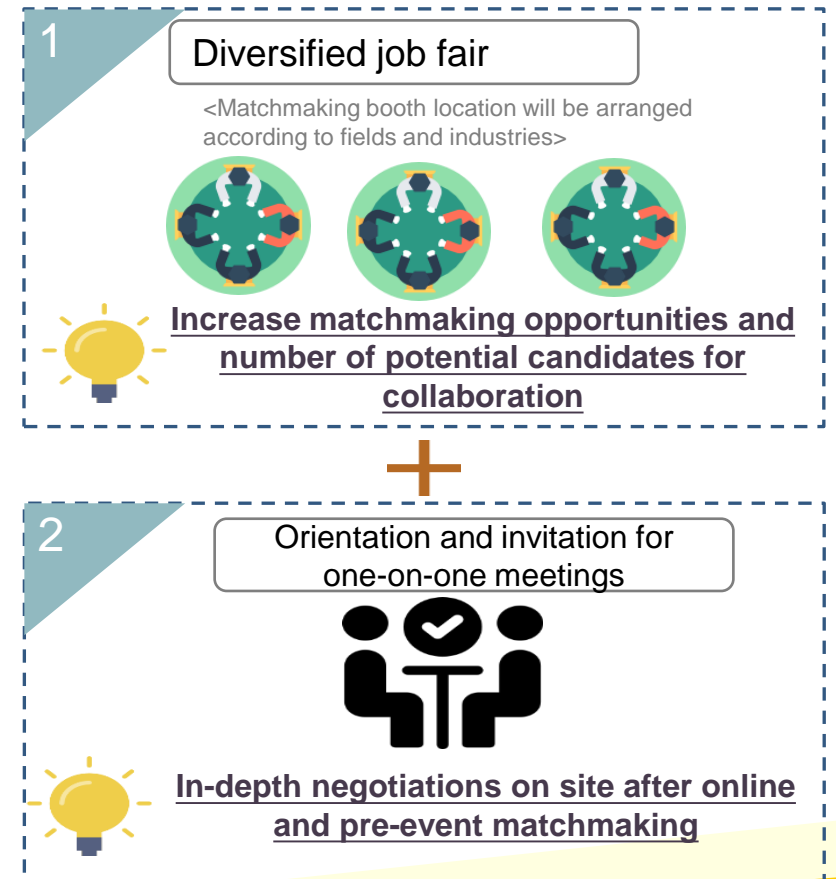 1
Diversified job fair
<Matchmaking booth location will be arranged
according to fields and industries>
Increase matchmaking opportunities and
number of potential candidates for
collaboration
2
Orientation and invitation for
one-on-one meetings
In-depth negotiations on site after online
and pre-event matchmaking